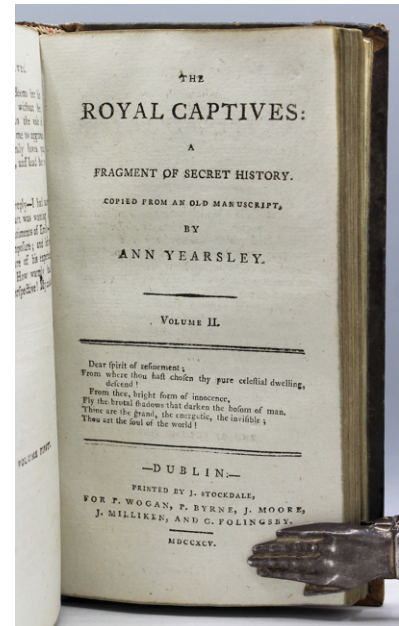 THE
ROYAL CAPTIVES:
A
FRAGMENT OF SECRET HISTORY.
COPIED FROM AN OLD MANUSCRIPT,
BY
ANN YEARSLEY.
VOLUME II.
Dear spirit of refinement;
From where thou hast chosen thy pure celestial dwelling,
descend!
From thee, bright form of innocence,
Fly the brutal shadows that darken the bosom of man.
Thine are the grand, the energetic, the invisible;
Thou art the soul of the world!
—DUBLIN:—
PRINTED BY J. STOCKDALE,
FOR P. WOGAN, P. BYRNE, J. MOORE,
J. MILLIKEN, AND G. FOLINGSBY.
MDCCXCV.
VOLUME FIRST.